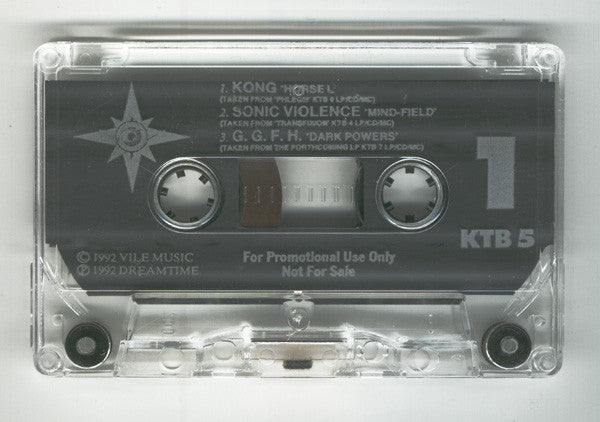 1. KONG 'HORSE L'
(TAKEN FROM 'PHLEGM' KTB 6 LP/CD/MC)
2. SONIC VIOLENCE 'MIND-FIELD'
(TAKEN FROM 'TRANSFIXION' KTB 4 LP/CD/MC)
3. G. G. F. H. 'DARK POWERS'
(TAKEN FROM THE FORTHCOMING LP KTB 7 LP/CD/MC)
1
KTB 5
© 1992 VILE MUSIC
℗ 1992 DREAMTIME
For Promotional Use Only
Not For Sale